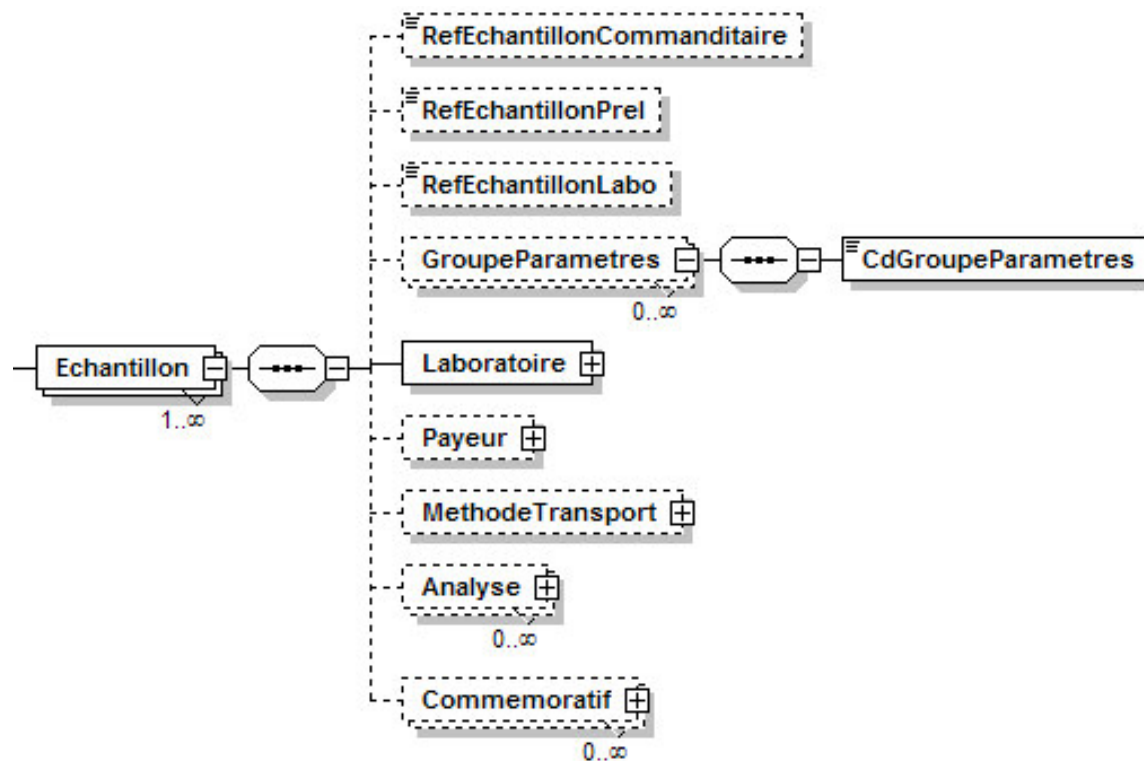 RefEchantillonCommanditaire
RefEchantillonPrel
RefEchantillonLabo
GroupeParametres
CdGroupeParametres
0..∞
Echantillon
1..∞
Laboratoire
Payeur
MethodeTransport
Analyse
0..∞
Commemoratif
0..∞